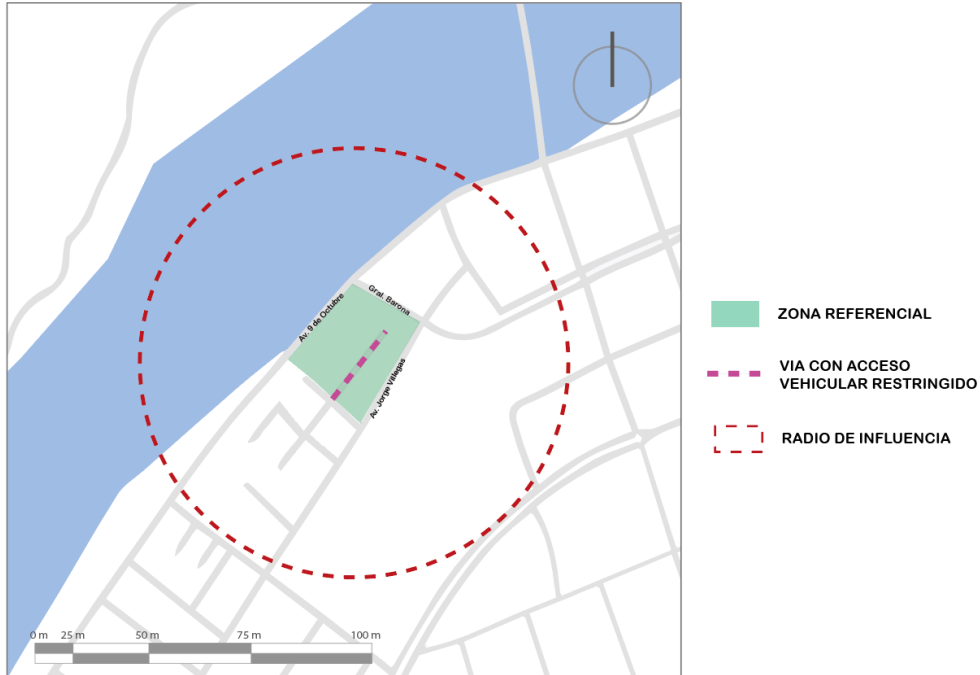 Gral. Barona
Av. 9 de Octubre
Av. Jorge Villegas
ZONA REFERENCIAL
VIA CON ACCESO
VEHICULAR RESTRINGIDO
RADIO DE INFLUENCIA
0 m 25 m 50 m 75 m 100 m